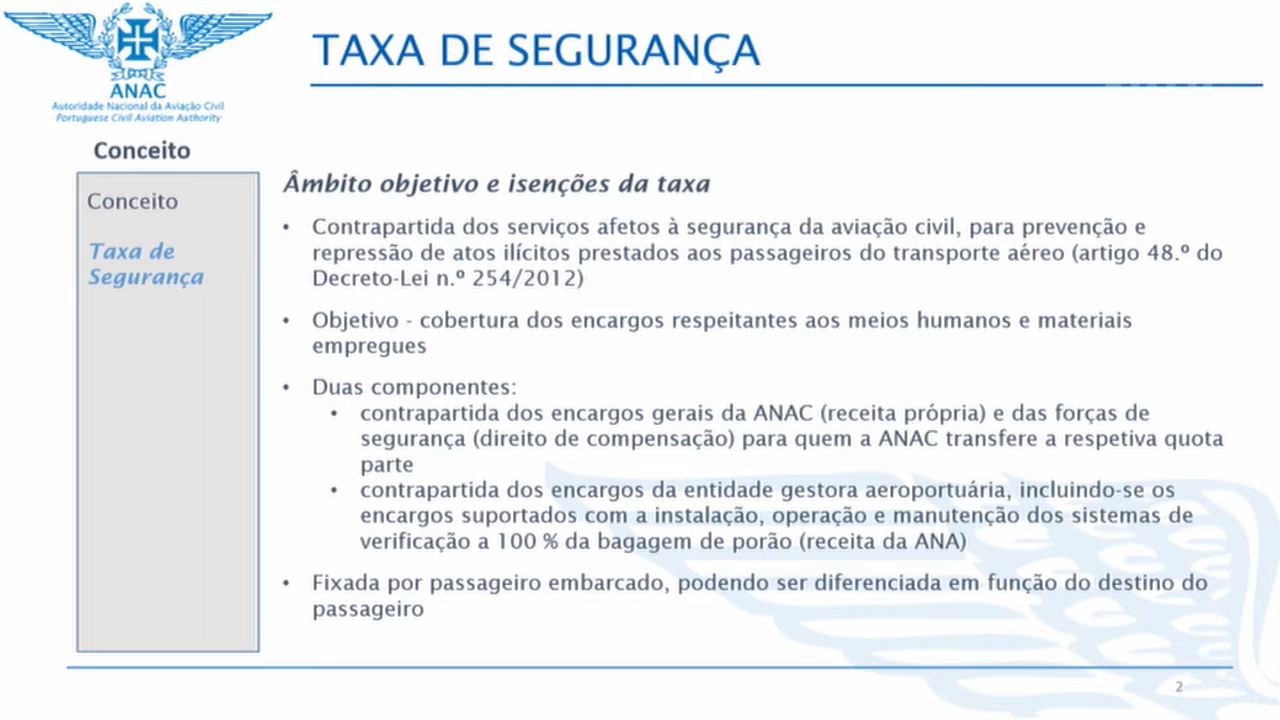 ANAC
Autoridade Nacional da Aviação Civil
Portuguese Civil Aviation Authority
TAXA DE SEGURANÇA
Conceito
Conceito
Taxa de
Segurança
Âmbito objetivo e isenções da taxa
• Contrapartida dos serviços afetos à segurança da aviação civil, para prevenção e
repressão de atos ilícitos prestados aos passageiros do transporte aéreo (artigo 48.º do
Decreto-Lei n.º 254/2012)
• Objetivo - cobertura dos encargos respeitantes aos meios humanos e materiais
empregues
• Duas componentes:
• contrapartida dos encargos gerais da ANAC (receita própria) e das forças de
segurança (direito de compensação) para quem a ANAC transfere a respetiva quota
parte
• contrapartida dos encargos da entidade gestora aeroportuária, incluindo-se os
encargos suportados com a instalação, operação e manutenção dos sistemas de
verificação a 100 % da bagagem de porão (receita da ANA)
• Fixada por passageiro embarcado, podendo ser diferenciada em função do destino do
passageiro
2